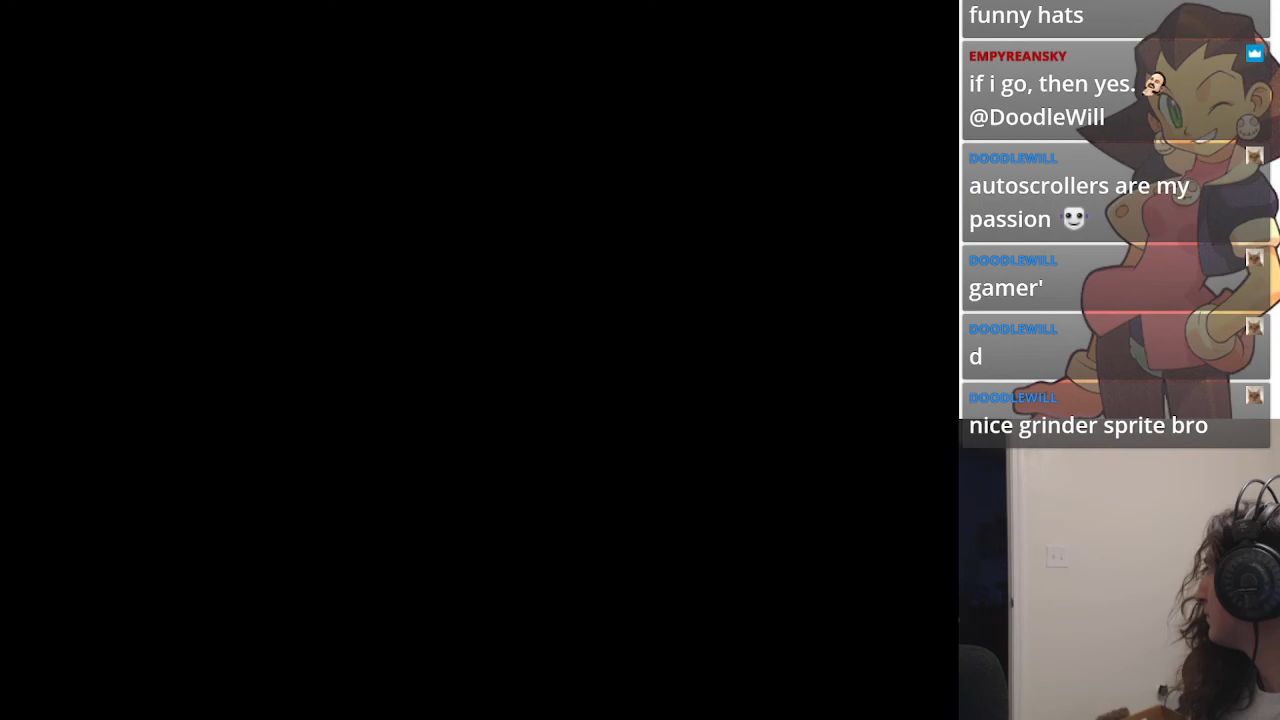 funny hats
EMPYREANSKY
if i go, then yes.
@DoodleWill
DOODLEWILL
autoscrollers are my
passion
DOODLEWILL
gamer'
DOODLEWILL
d
DOODLEWILL
nice grinder sprite bro